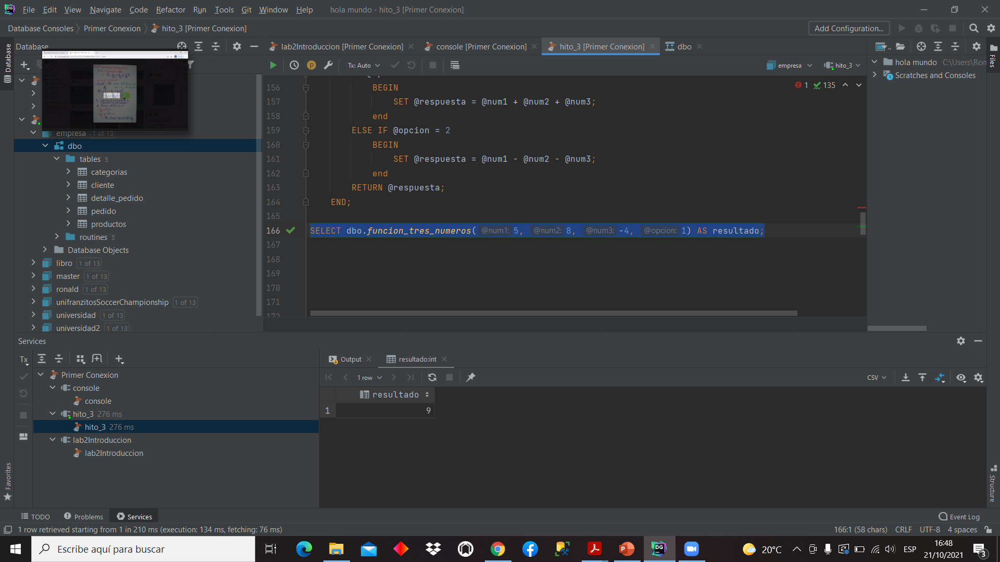 File Edit View Navigate Code Refactor Run Tools Git Window Help hola mundo - hito_3 [Primer Conexion]
Database Consoles Primer Conexion hito_3 [Primer Conexion] Add Configuration...
Database
lab2Introduccion [Primer Conexion] console [Primer Conexion] hito_3 [Primer Conexion] dbo
Tx: Auto empresa hito_3
hola mundo C:\Users\Ron
Scratches and Consoles
Files
Database
empresa 1 of 13
dbo
tables 5
categorias
cliente
detalle_pedido
pedido
productos
routines 5
Database Objects
libro 1 of 13
master 1 of 13
ronald 1 of 13
unifranzitosSoccerChampionship 1 of 13
universidad 1 of 13
universidad2 1 of 13
1 135
156 BEGIN
157 SET @respuesta = @num1 + @num2 + @num3;
158 end
159 ELSE IF @opcion = 2
160 BEGIN
161 SET @respuesta = @num1 - @num2 - @num3;
162 end
163 RETURN @respuesta;
164 END;
165
166 SELECT dbo.funcion_tres_numeros( @num1: 5, @num2: 8, @num3: -4, @opcion: 1) AS resultado;
167
168
169
170
171
172
Services
Tx
Primer Conexion
console
console
hito_3 276 ms
hito_3 276 ms
lab2Introduccion
lab2Introduccion
Output resultado:int
1 row CSV
resultado
1 9
Favorites
Structure
TODO Problems Services Event Log
1 row retrieved starting from 1 in 210 ms (execution: 134 ms, fetching: 76 ms) 166:1 (58 chars) CRLF UTF-8 4 spaces
Escribe aquí para buscar 20°C ESP 16:48
21/10/2021 3